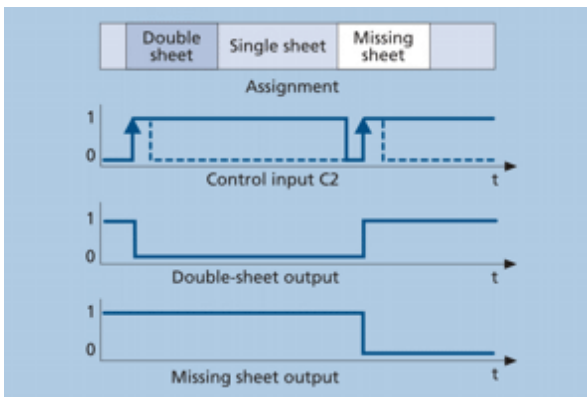 Double
sheet
Single sheet
Missing
sheet
Assignment
1
0
Control input C2
t
1
0
Double-sheet output
t
1
0
Missing sheet output
t